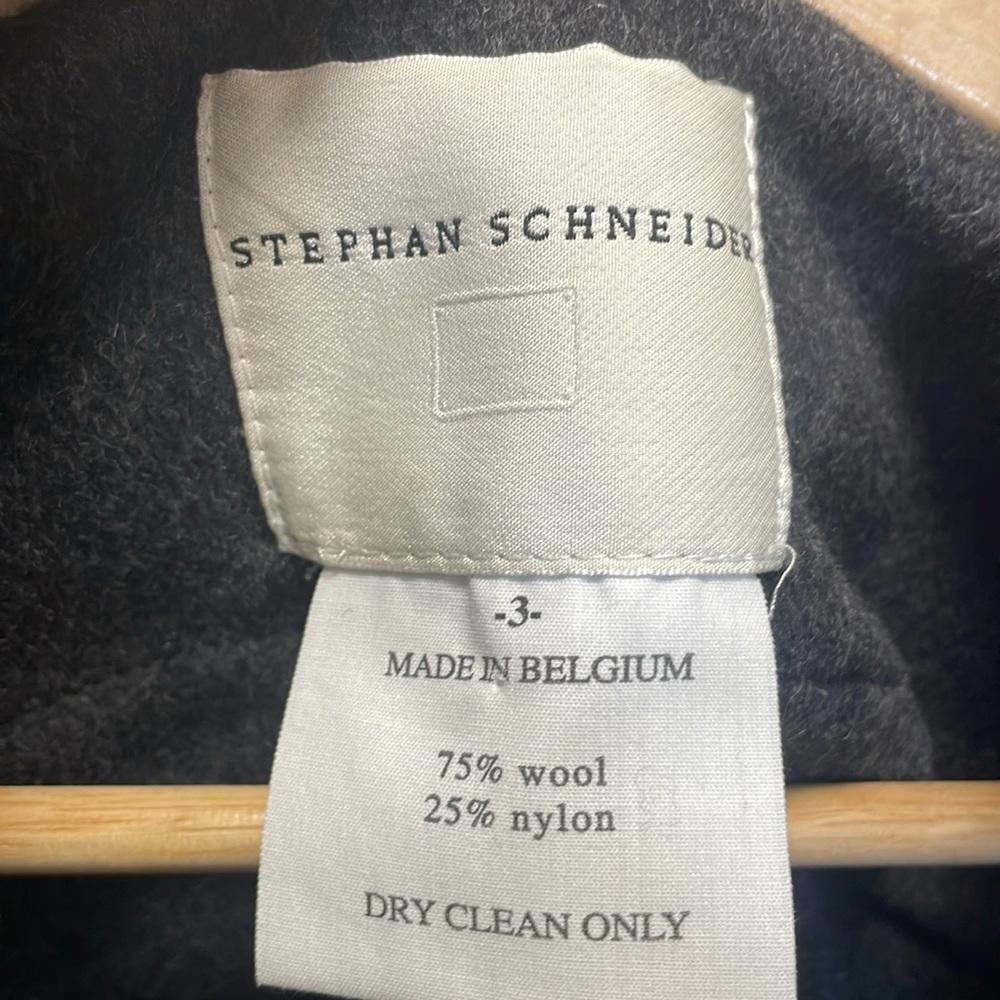 STEPHAN SCHNEIDER
-3-
MADE IN BELGIUM
75% wool
25% nylon
DRY CLEAN ONLY